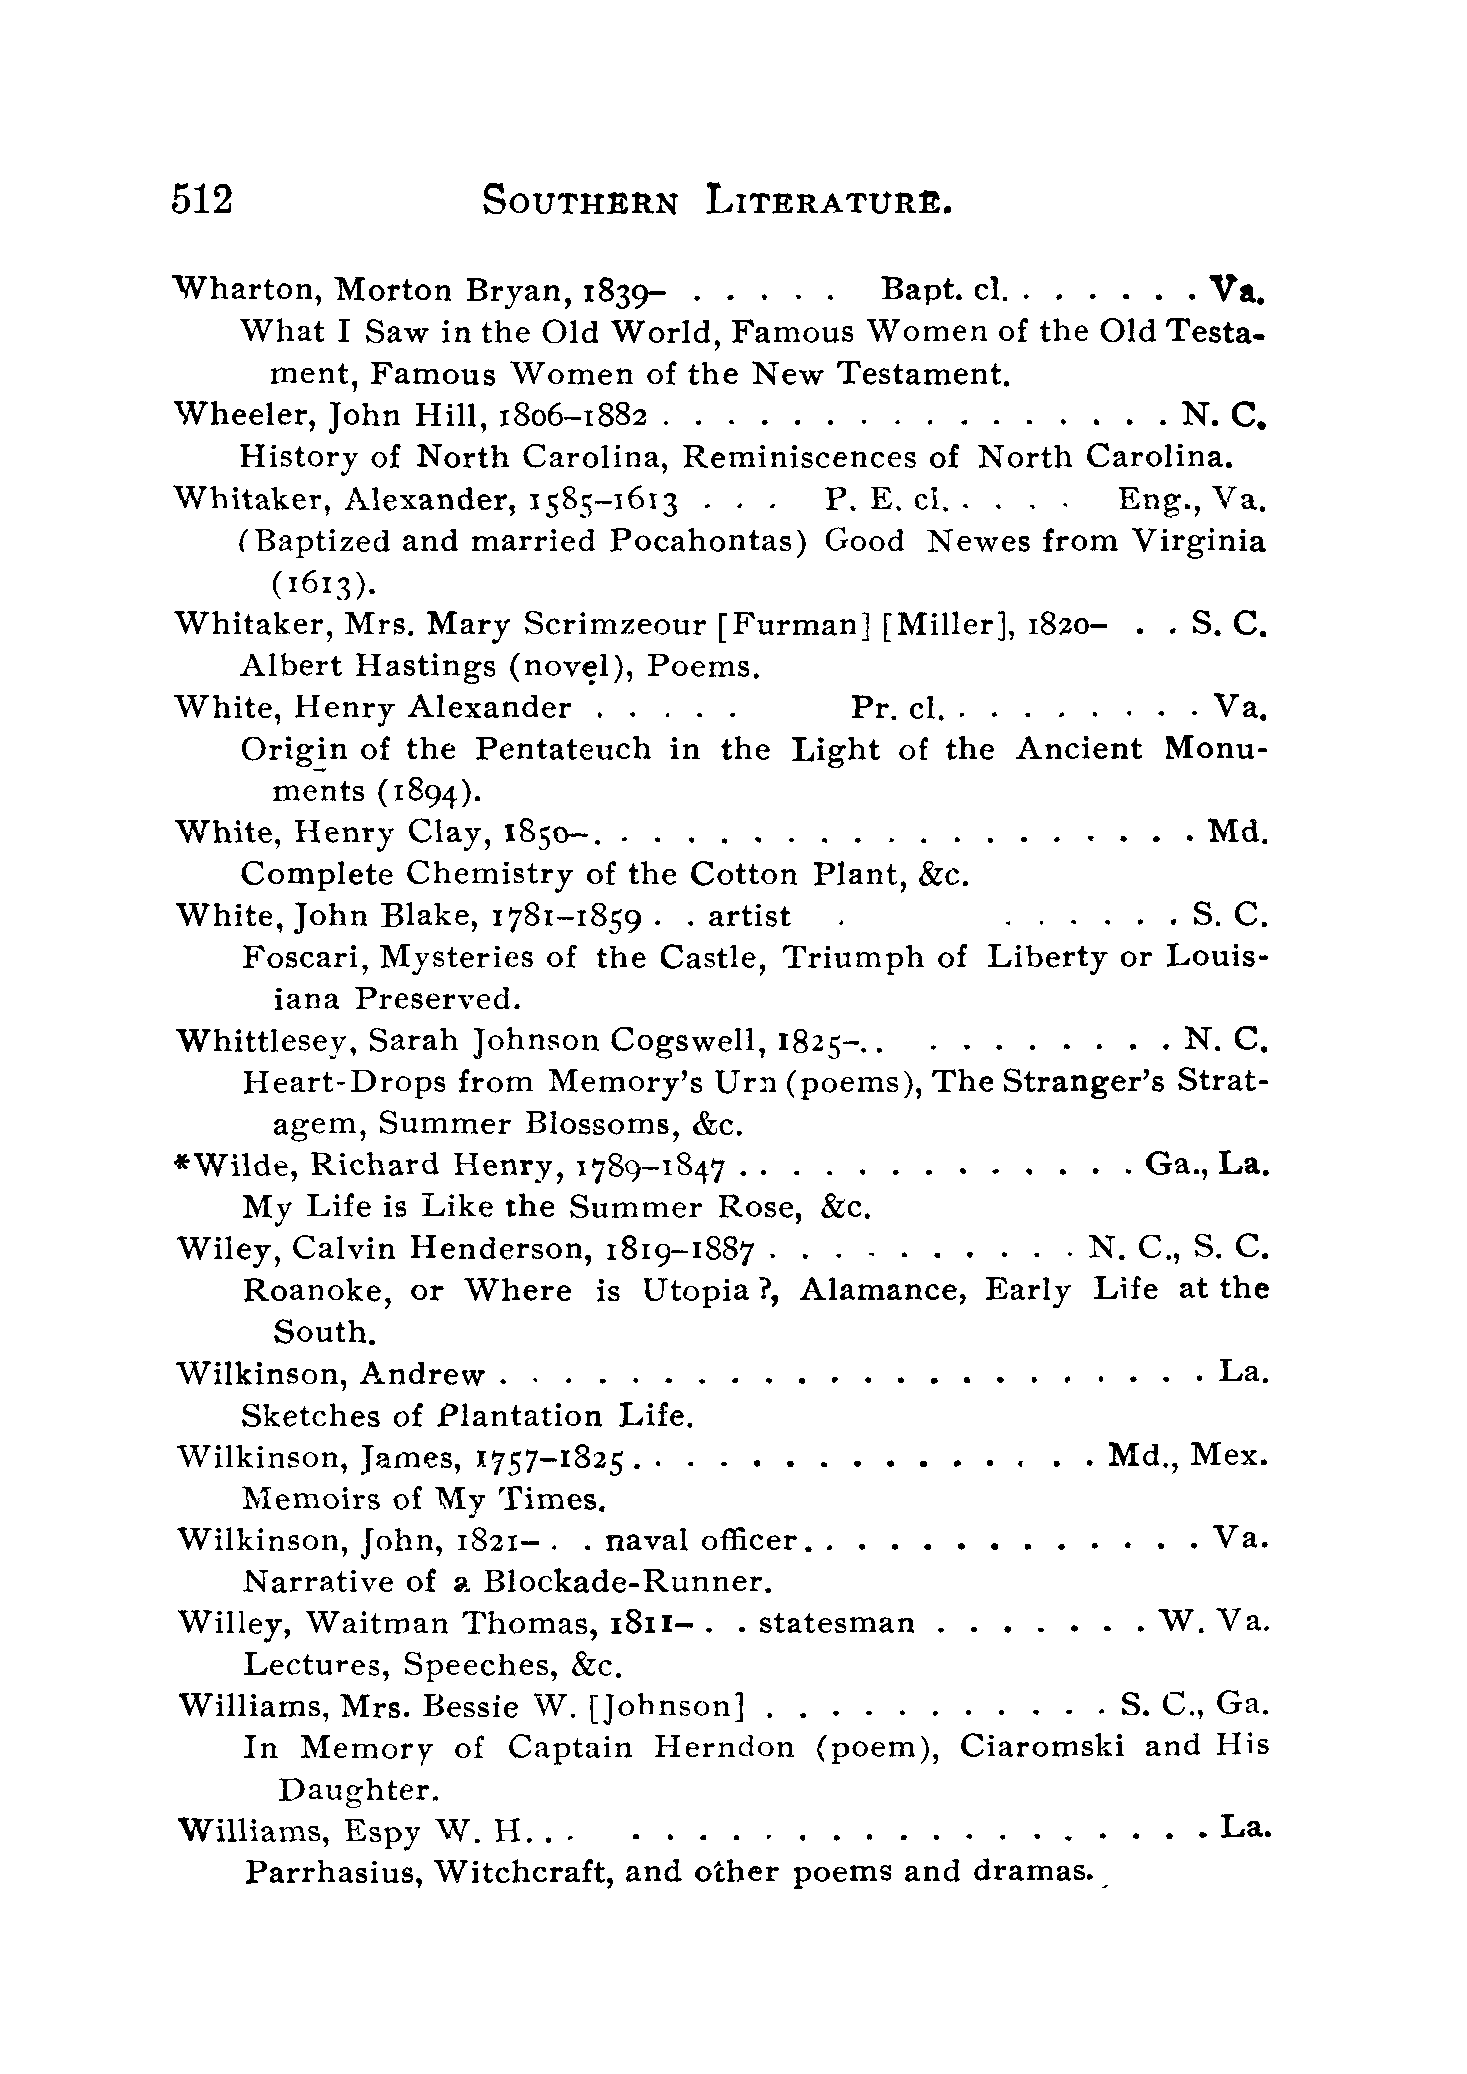 512 SOUTHERN LITERATURE.
Wharton, Morton Bryan, 1839– . . . . . Bapt. cl. . . . . . . Va.
What I Saw in the Old World, Famous Women of the Old Testa-
ment, Famous Women of the New Testament.
Wheeler, John Hill, 1806–1882 . . . . . . . . . . . . . . . . N. C.
History of North Carolina, Reminiscences of North Carolina.
Whitaker, Alexander, 1585–1613 . . . P. E. cl. . . . . Eng., Va.
(Baptized and married Pocahontas) Good Newes from Virginia
(1613).
Whitaker, Mrs. Mary Scrimzeour [Furman] [Miller], 1820– . . S. C.
Albert Hastings (novel), Poems.
White, Henry Alexander . . . . . Pr. cl. . . . . . . . . Va.
Origin of the Pentateuch in the Light of the Ancient Monu-
ments (1894).
White, Henry Clay, 1850–. . . . . . . . . . . . . . . . . . . Md.
Complete Chemistry of the Cotton Plant, &c.
White, John Blake, 1781–1859 . . artist . . . . . . . S. C.
Foscari, Mysteries of the Castle, Triumph of Liberty or Louis-
iana Preserved.
Whittlesey, Sarah Johnson Cogswell, 1825–. . . . . . . . . . N. C.
Heart-Drops from Memory's Urn (poems), The Stranger's Strat-
agem, Summer Blossoms, &c.
*Wilde, Richard Henry, 1789–1847 . . . . . . . . . . . . . Ga., La.
My Life is Like the Summer Rose, &c.
Wiley, Calvin Henderson, 1819–1887 . . . . . . . . . . N. C., S. C.
Roanoke, or Where is Utopia?, Alamance, Early Life at the
South.
Wilkinson, Andrew . . . . . . . . . . . . . . . . . . . . . . La.
Sketches of Plantation Life.
Wilkinson, James, 1757–1825. . . . . . . . . . . . . . . Md., Mex.
Memoirs of My Times.
Wilkinson, John, 1821– . . naval officer. . . . . . . . . . . . . Va.
Narrative of a Blockade-Runner.
Willey, Waitman Thomas, 1811– . . statesman . . . . . . . W. Va.
Lectures, Speeches, &c.
Williams, Mrs. Bessie W. [Johnson] . . . . . . . . . . . S. C., Ga.
In Memory of Captain Herndon (poem), Ciaromski and His
Daughter.
Williams, Espy W. H. . . . . . . . . . . . . . . . . . . . . La.
Parrhasius, Witchcraft, and other poems and dramas.